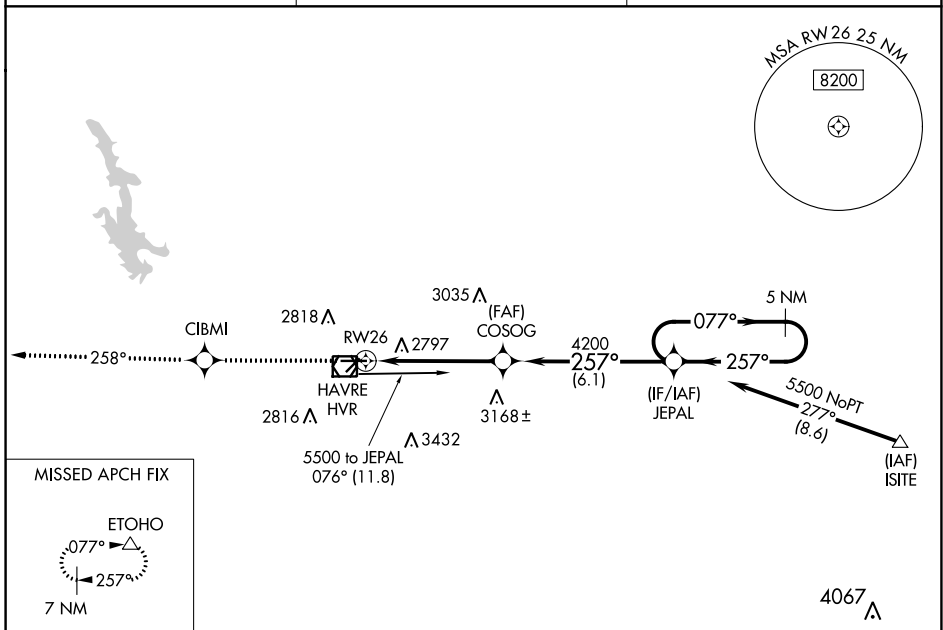 MSA RW26 25 NM
8200
3035
(FAF)
COSOG
5 NM
2818
077°
CIBMI
RW26
2797
4200
258°
257°
257°
(6.1)
HAVRE
HVR
(IF/IAF)
JEPAL
5500 NoPT
277°
(8.6)
2816
3168±
3432
5500 to JEPAL
076° (11.8)
(IAF)
ISITE
MISSED APCH FIX
ETOHO
077°
257°
7 NM
4067